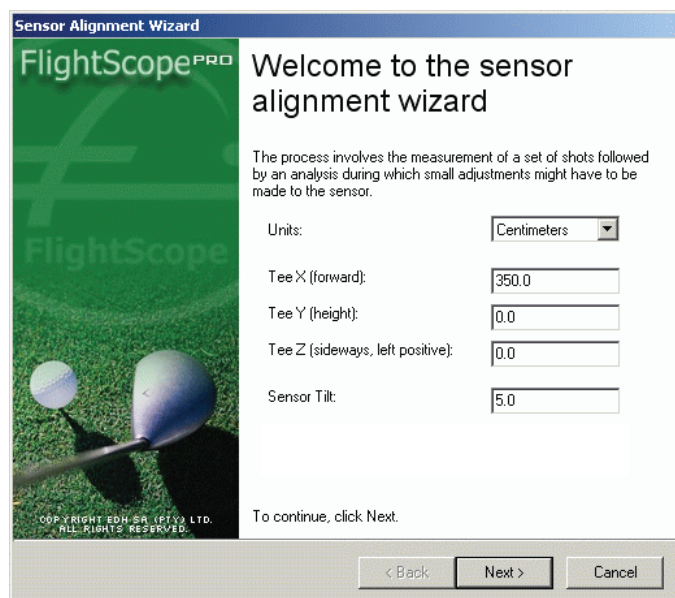 Sensor Alignment Wizard
FlightScope PRO
FlightScope
COPYRIGHT EDH SA (PTY) LTD.
ALL RIGHTS RESERVED.
Welcome to the sensor
alignment wizard
The process involves the measurement of a set of shots followed
by an analysis during which small adjustments might have to be
made to the sensor.
Units: Centimeters
Tee X (forward): 350.0
Tee Y (height): 0.0
Tee Z (sideways, left positive): 0.0
Sensor Tilt: 5.0
To continue, click Next.
< Back Next > Cancel